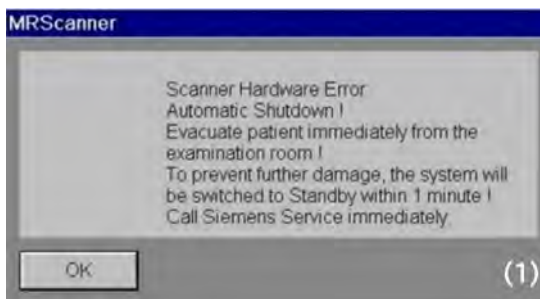 MRScanner
Scanner Hardware Error
Automatic Shutdown !
Evacuate patient immediately from the
examination room !
To prevent further damage, the system will
be switched to Standby within 1 minute !
Call Siemens Service immediately.
OK
(1)